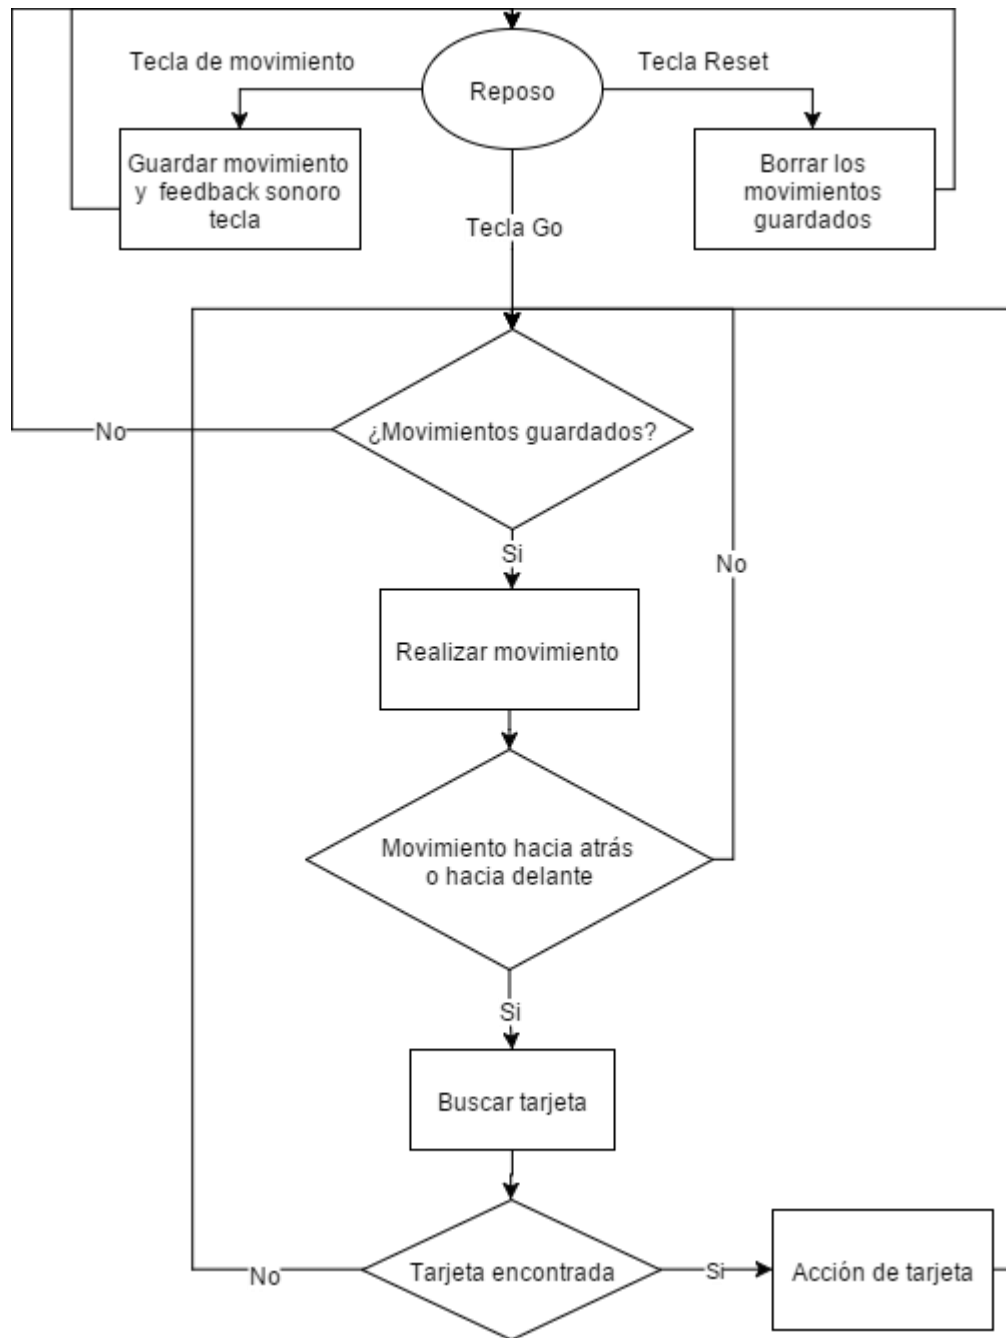 Tecla de movimiento
Tecla Reset
Reposo
Guardar movimiento
y feedback sonoro
tecla
Borrar los
movimientos
guardados
Tecla Go
¿Movimientos guardados?
No
Si
No
Realizar movimiento
Movimiento hacia atrás
o hacia delante
Si
Buscar tarjeta
No
Tarjeta encontrada
Si
Acción de tarjeta